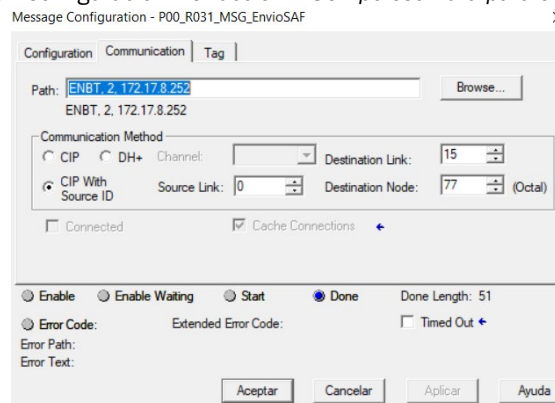 Message Configuration - P00_R031_MSG_EnvioSAF
Configuration Communication Tag
Path: ENBT, 2, 172.17.8.252 Browse...
ENBT, 2, 172.17.8.252
Communication Method
CIP DH+ Channel: Destination Link: 15
CIP With Source ID Source Link: 0 Destination Node: 77 (Octal)
Connected Cache Connections
Enable Enable Waiting Start Done Done Length: 51
Error Code: Extended Error Code: Timed Out
Error Path:
Error Text:
Aceptar Cancelar Aplicar Ayuda